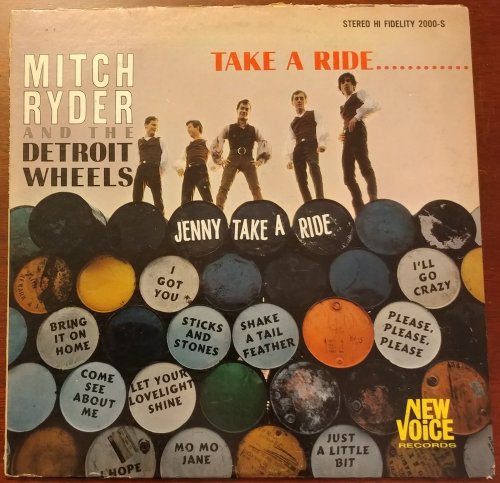 STEREO HI FIDELITY 2000-S
TAKE A RIDE............
MITCH
RYDER
AND THE
DETROIT
WHEELS
JENNY TAKE A RIDE
I
GOT
YOU
I'LL
GO
CRAZY
BRING
IT ON
HOME
STICKS
AND
STONES
SHAKE
A TAIL
FEATHER
PLEASE,
PLEASE,
PLEASE
COME
SEE
ABOUT
ME
LET YOUR
LOVELIGHT
SHINE
I HOPE
MO MO
JANE
JUST
A LITTLE
BIT
NEW
VOICE
RECORDS